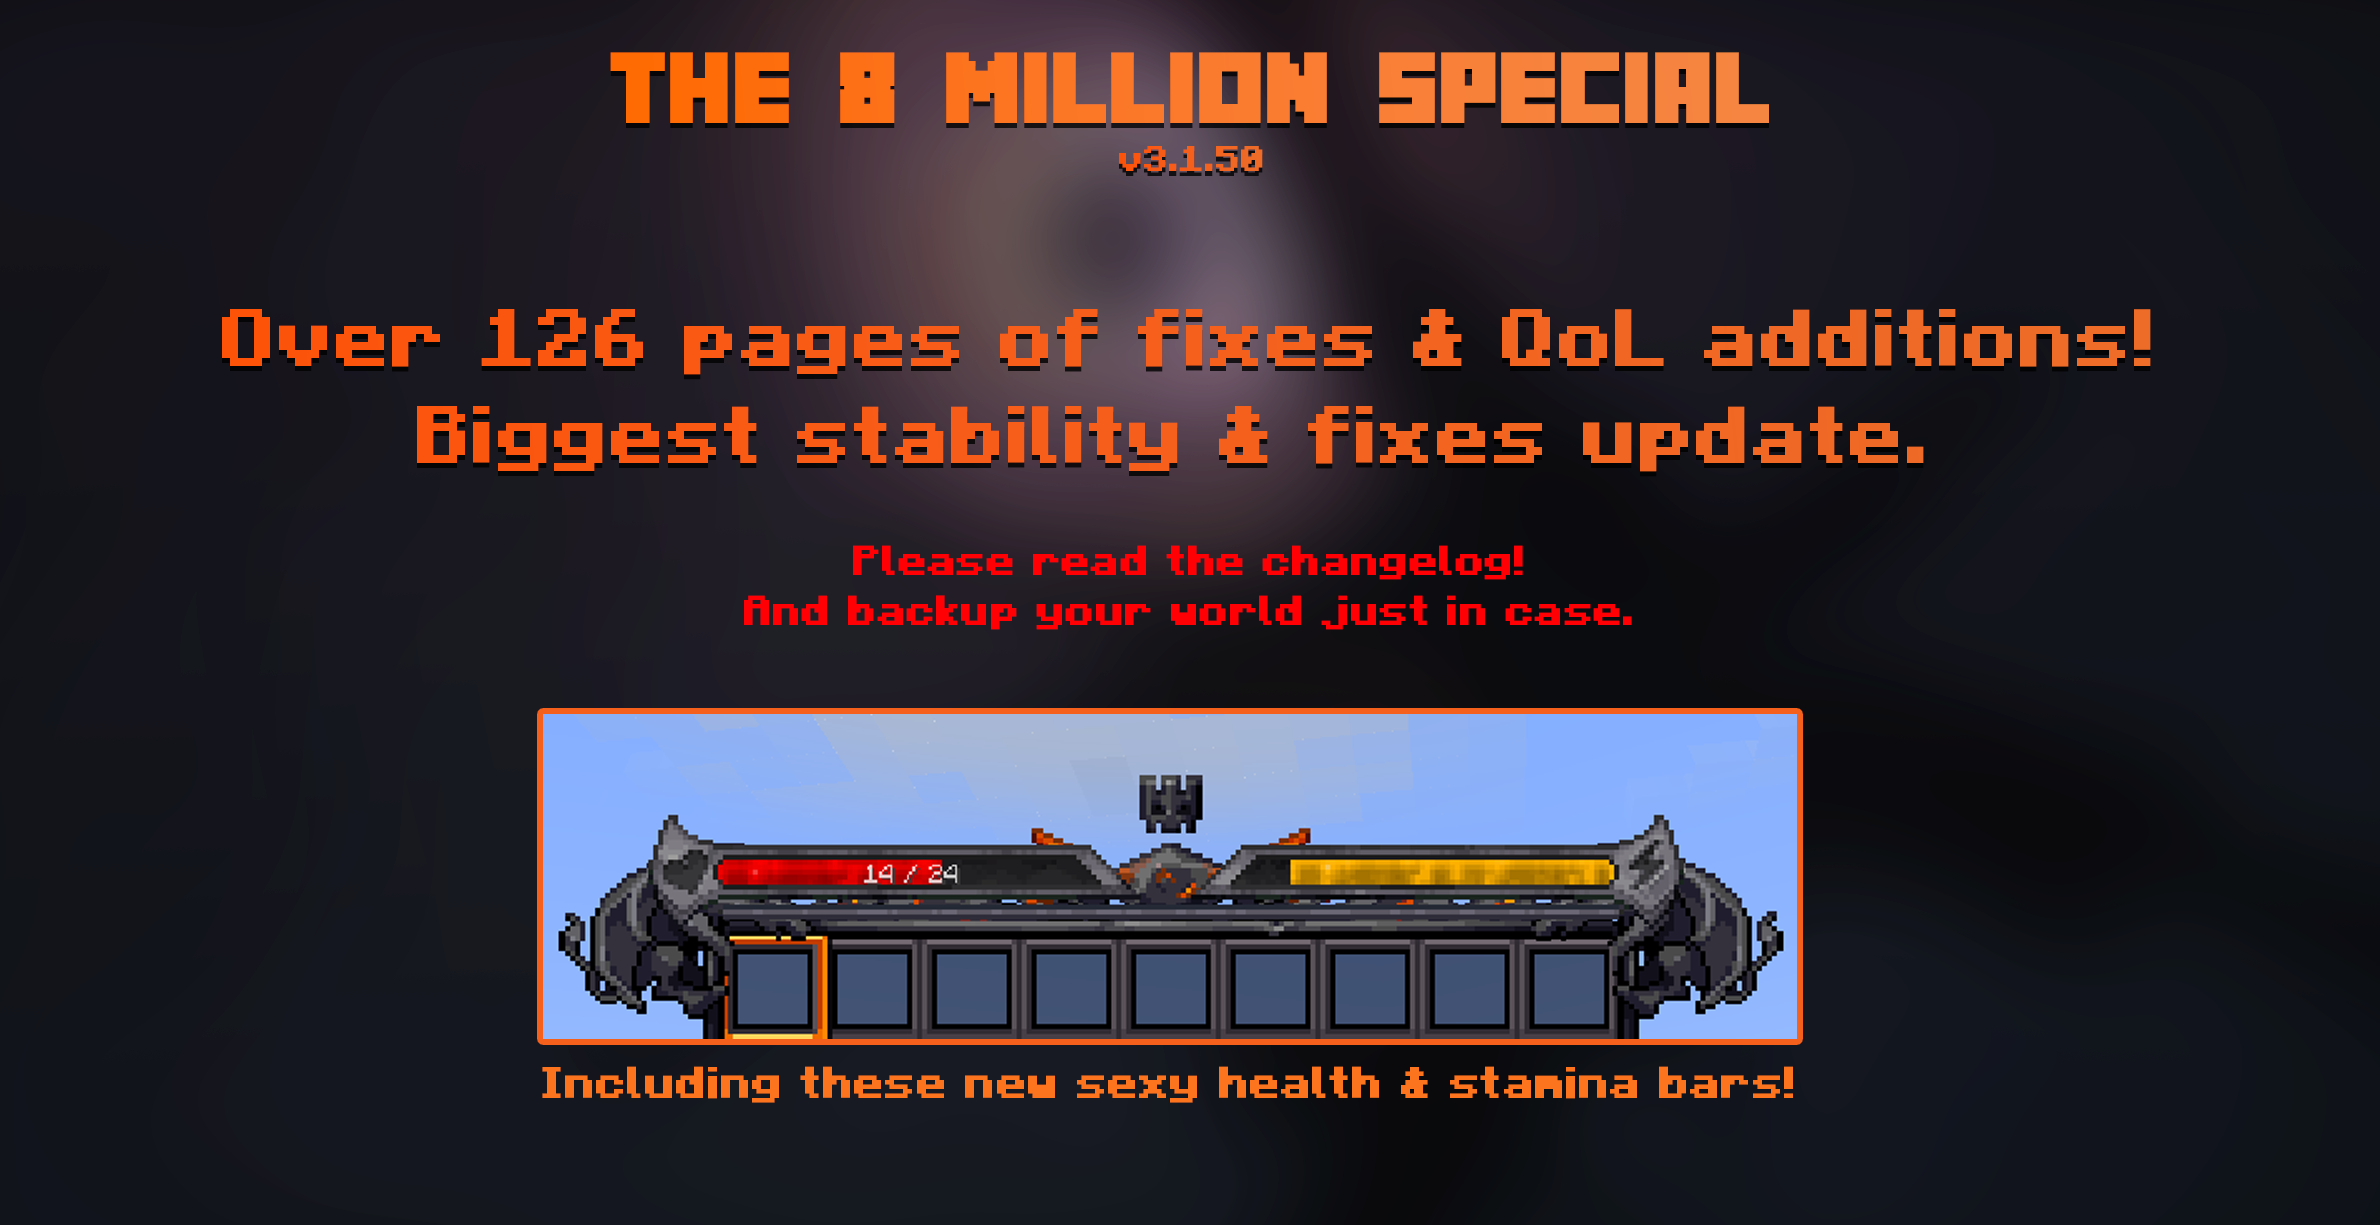 THE 8 MILLION SPECIAL
v3.1.50
Over 126 pages of fixes & QoL additions!
Biggest stability & fixes update.
Please read the changelog!
And backup your world just in case.
14 / 24
Including these new sexy health & stamina bars!